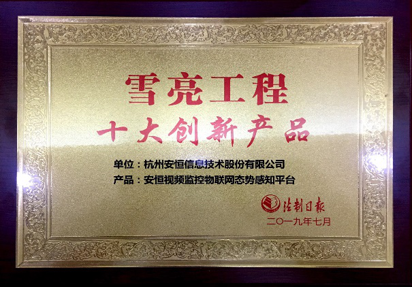 雪亮工程
十大创新产品
单位：杭州安恒信息技术股份有限公司
产品：安恒视频监控物联网态势感知平台
法制日报
二〇一九年七月